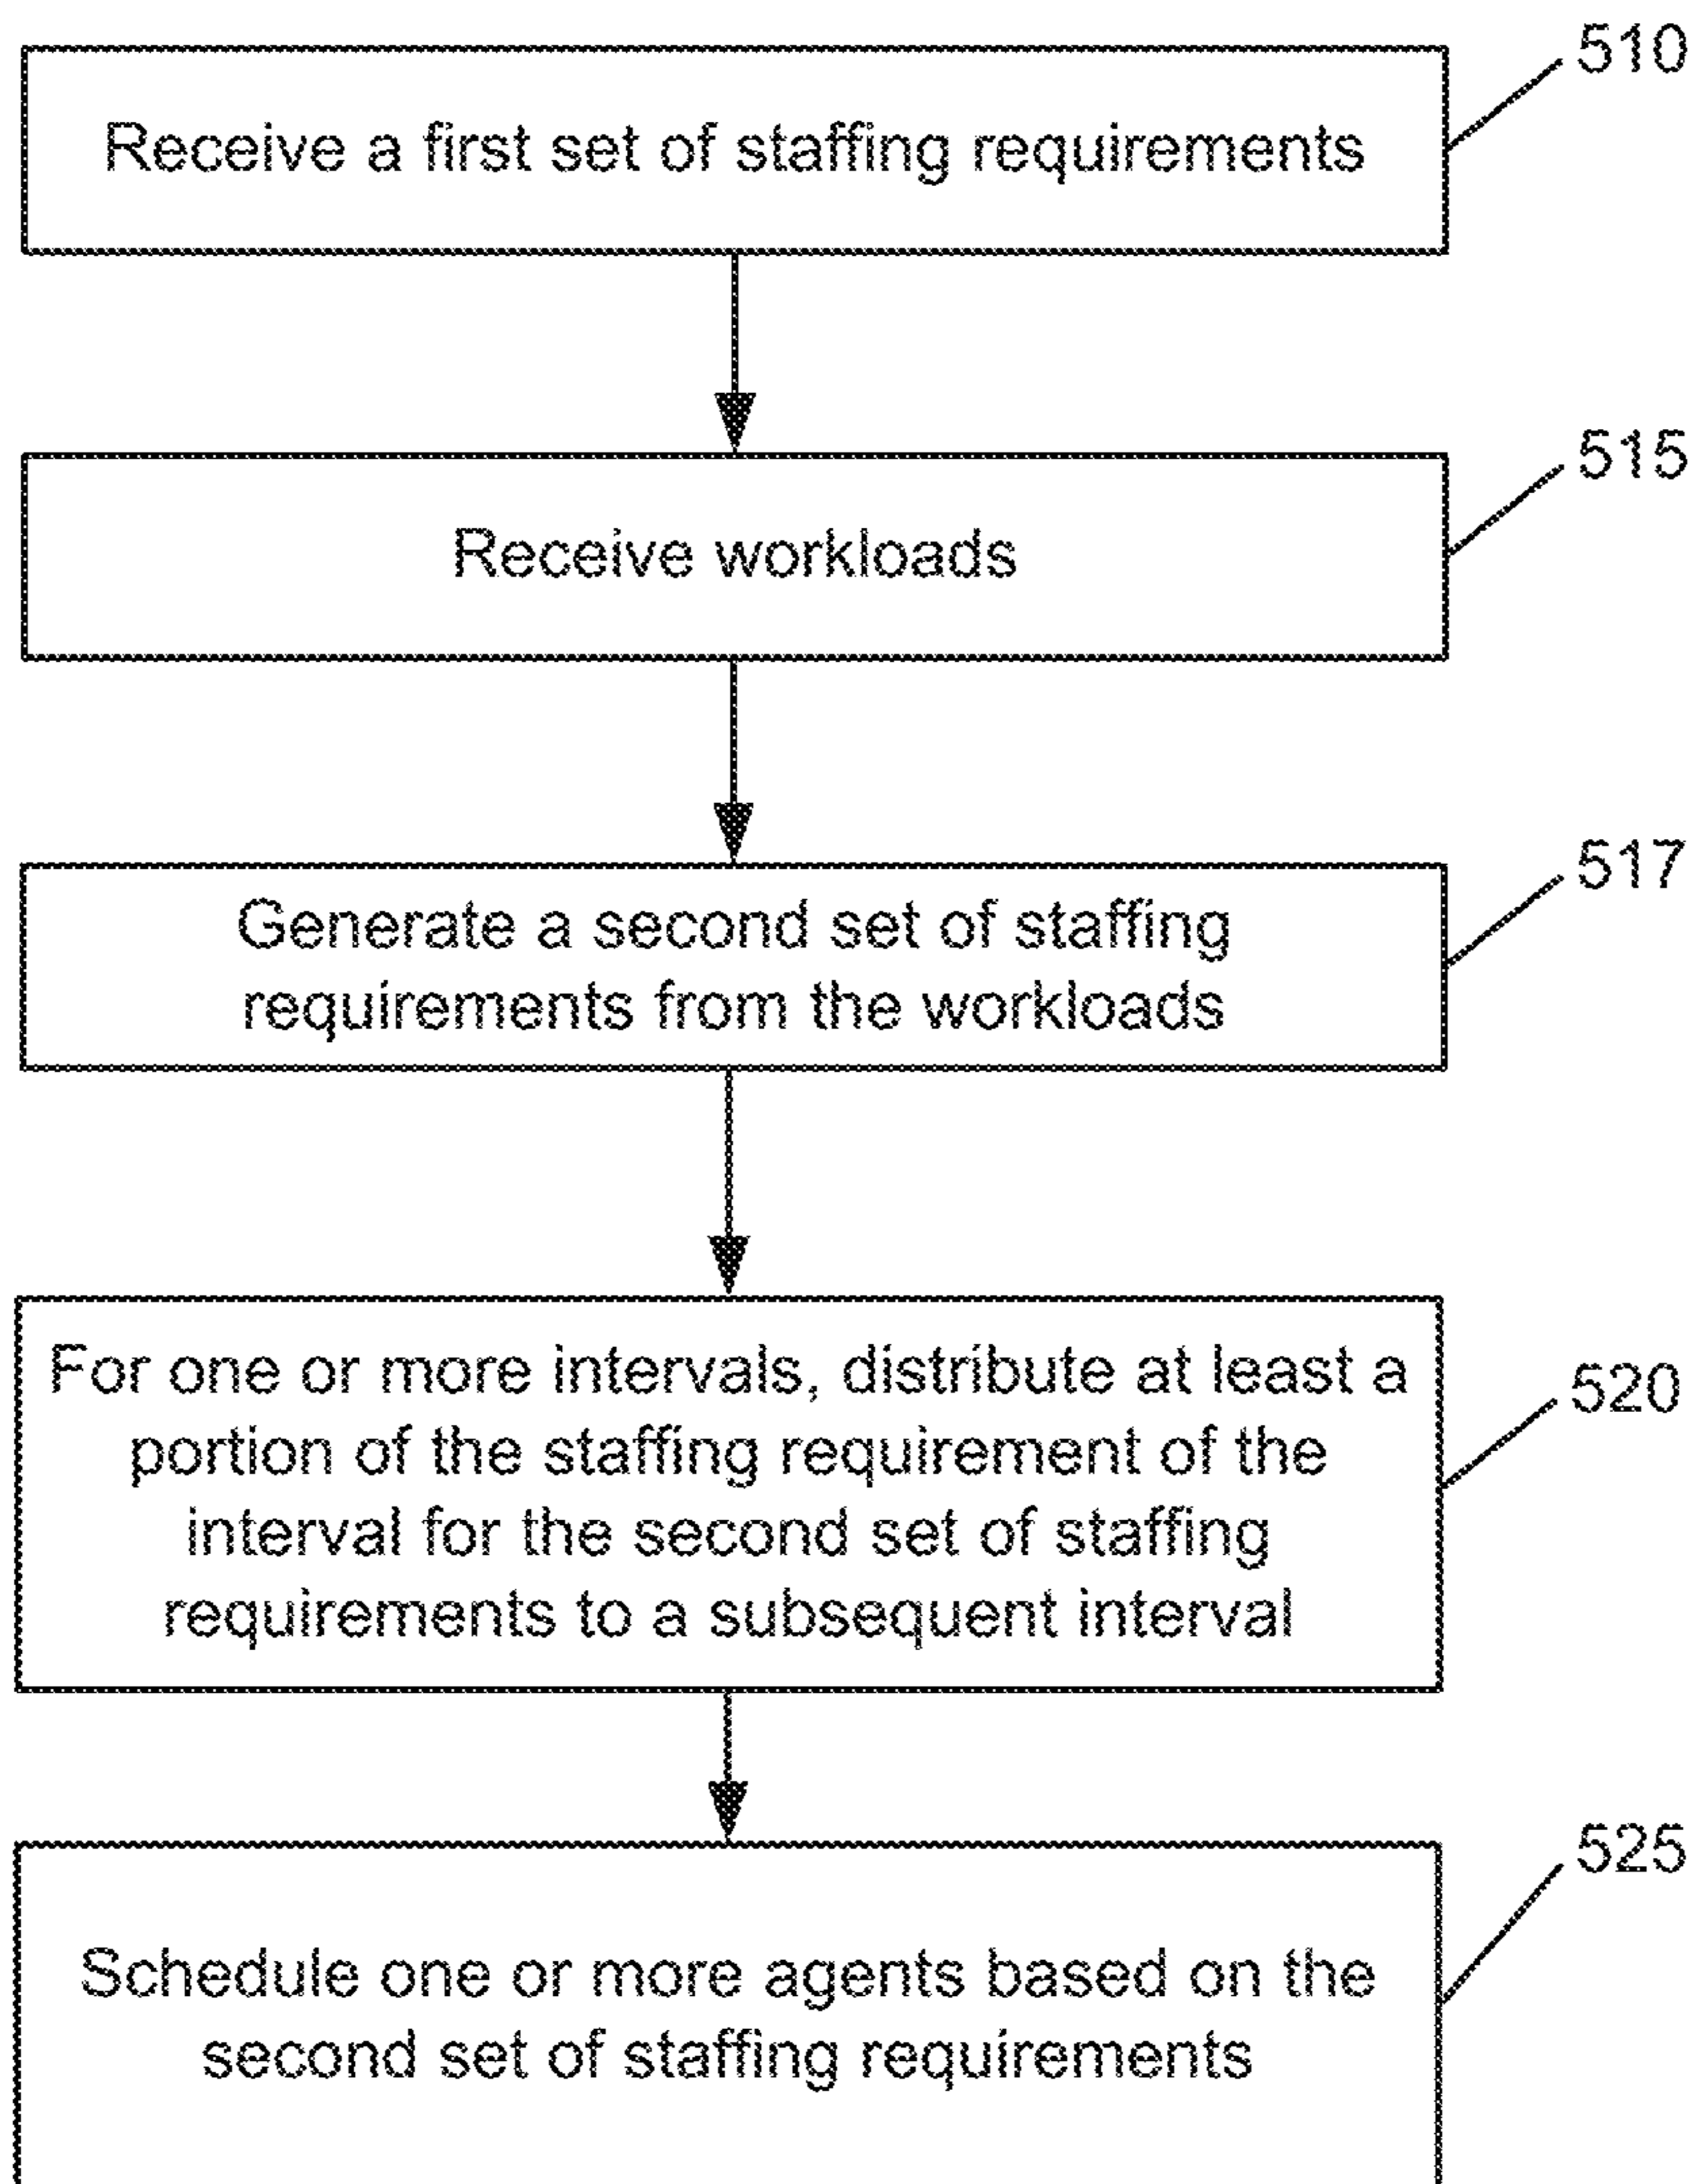 510
Receive a first set of staffing requirements
515
Receive workloads
517
Generate a second set of staffing
requirements from the workloads
For one or more intervals, distribute at least a
520
portion of the staffing requirement of the
interval for the second set of staffing
requirements to a subsequent interval
525
Schedule one or more agents based on the
second set of staffing requirements